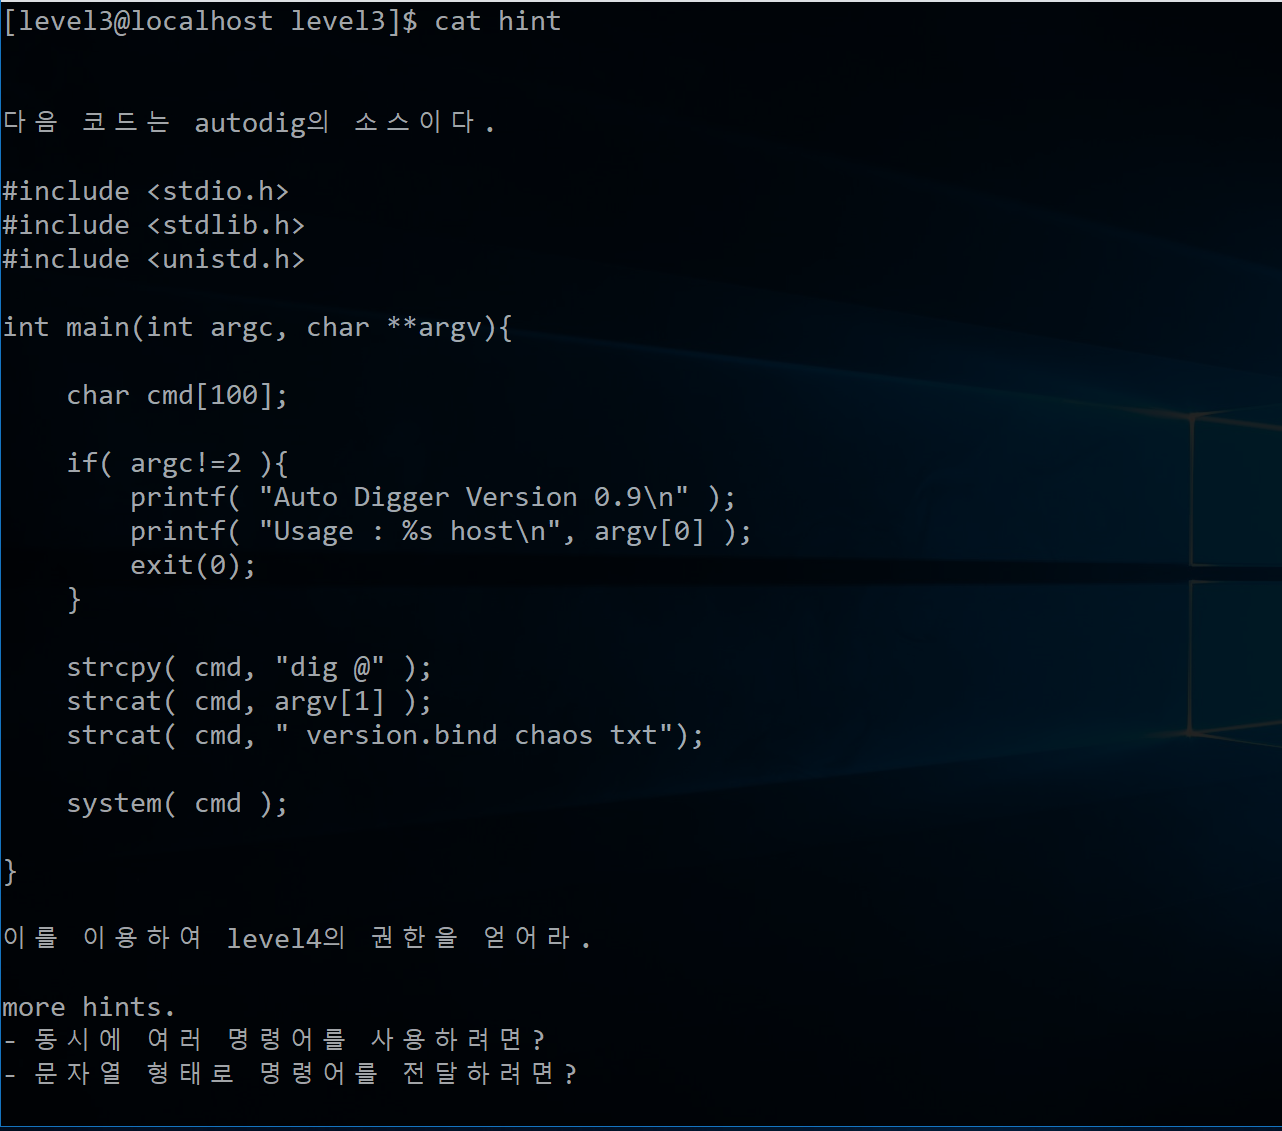 [level3@localhost level3]$ cat hint
다음 코드는 autodig의 소스이다.
#include <stdio.h>
#include <stdlib.h>
#include <unistd.h>
int main(int argc, char **argv){
    char cmd[100];
    if( argc!=2 ){
        printf( "Auto Digger Version 0.9\n" );
        printf( "Usage : %s host\n", argv[0] );
        exit(0);
    }
    strcpy( cmd, "dig @" );
    strcat( cmd, argv[1] );
    strcat( cmd, " version.bind chaos txt");
    system( cmd );
}
이를 이용하여 level4의 권한을 얻어라.
more hints.
- 동시에 여러 명령어를 사용하려면?
- 문자열 형태로 명령어를 전달하려면?